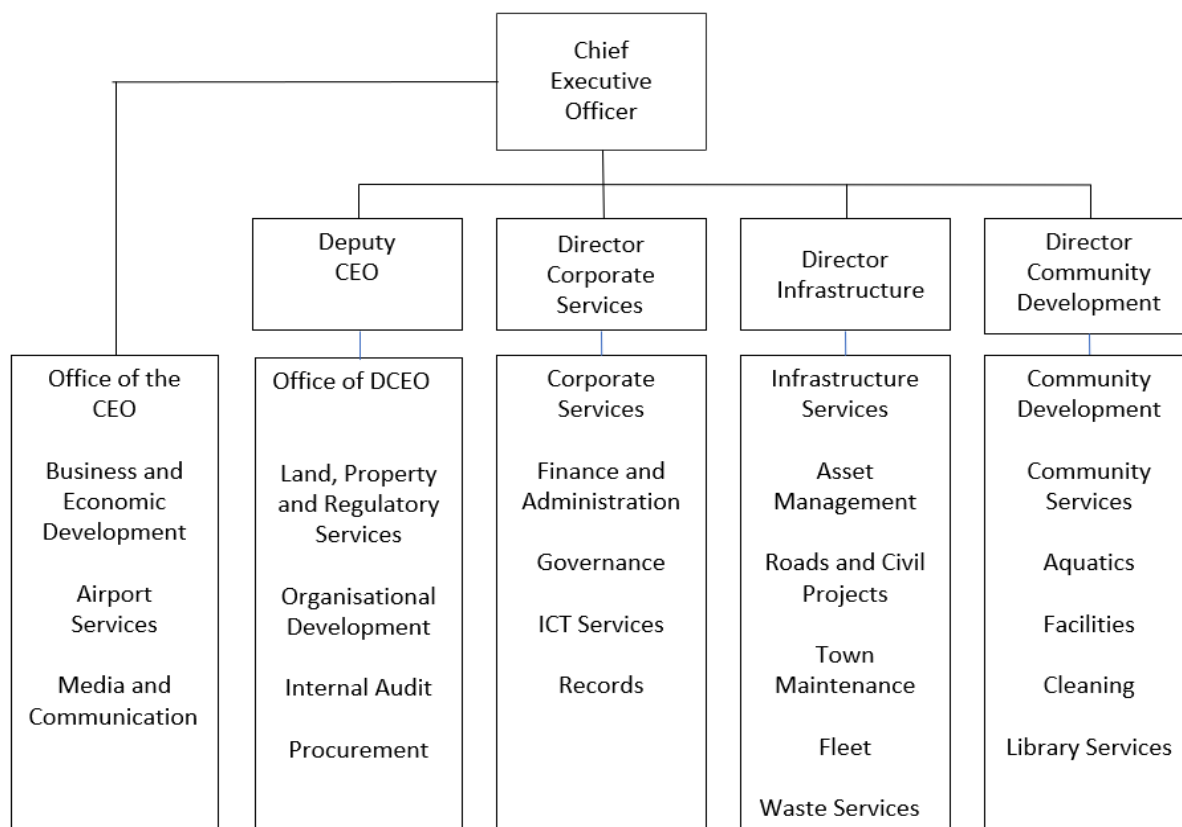 Chief
Executive
Officer
Deputy
CEO
Director
Corporate
Services
Director
Infrastructure
Director
Community
Development
Office of the
CEO
Business and
Economic
Development
Airport
Services
Media and
Communication
Office of DCEO
Land, Property
and Regulatory
Services
Organisational
Development
Internal Audit
Procurement
Corporate
Services
Finance and
Administration
Governance
ICT Services
Records
Infrastructure
Services
Asset
Management
Roads and Civil
Projects
Town
Maintenance
Fleet
Waste Services
Community
Development
Community
Services
Aquatics
Facilities
Cleaning
Library Services